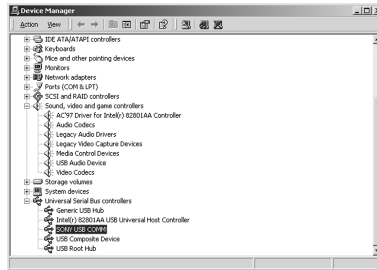 Device Manager
Action View
IDE ATA/ATAPI controllers
Keyboards
Mice and other pointing devices
Monitors
Network adapters
Ports (COM & LPT)
SCSI and RAID controllers
Sound, video and game controllers
AC'97 Driver for Intel(r) 82801AA Controller
Audio Codecs
Legacy Audio Drivers
Legacy Video Capture Devices
Media Control Devices
USB Audio Device
Video Codecs
Storage volumes
System devices
Universal Serial Bus controllers
Generic USB Hub
Intel(r) 82801AA USB Universal Host Controller
SONY USB COMM
USB Composite Device
USB Root Hub